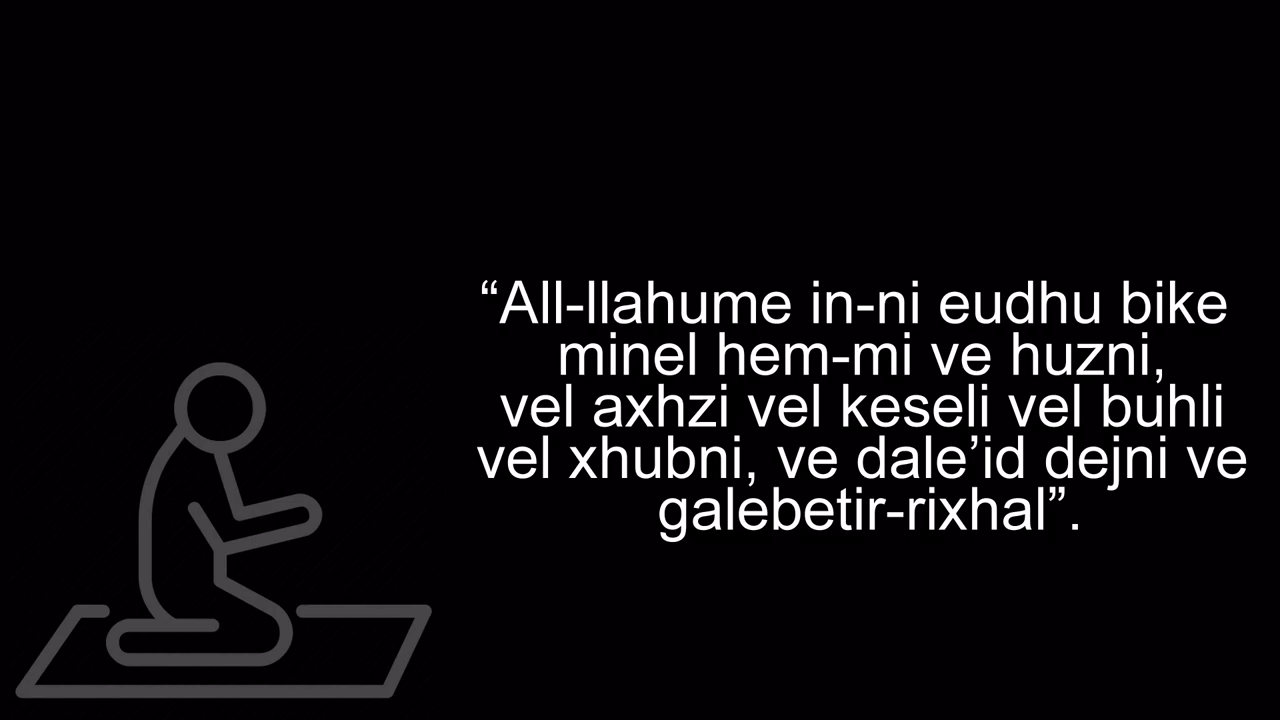 “All-llahume in-ni eudhu bike
minel hem-mi ve huzni,
vel axhzi vel keseli vel buhli
vel xhubni, ve dale’id dejni ve
galebetir-rixhal”.